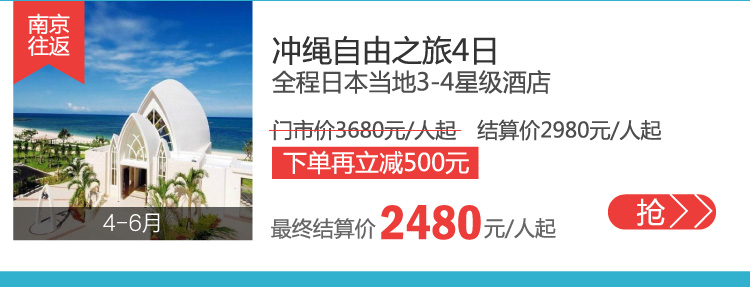 南京
往返
冲绳自由之旅4日
全程日本当地3-4星级酒店
门市价3680元/人起 结算价2980元/人起
下单再立减500元
4-6月
最终结算价2480元/人起
抢